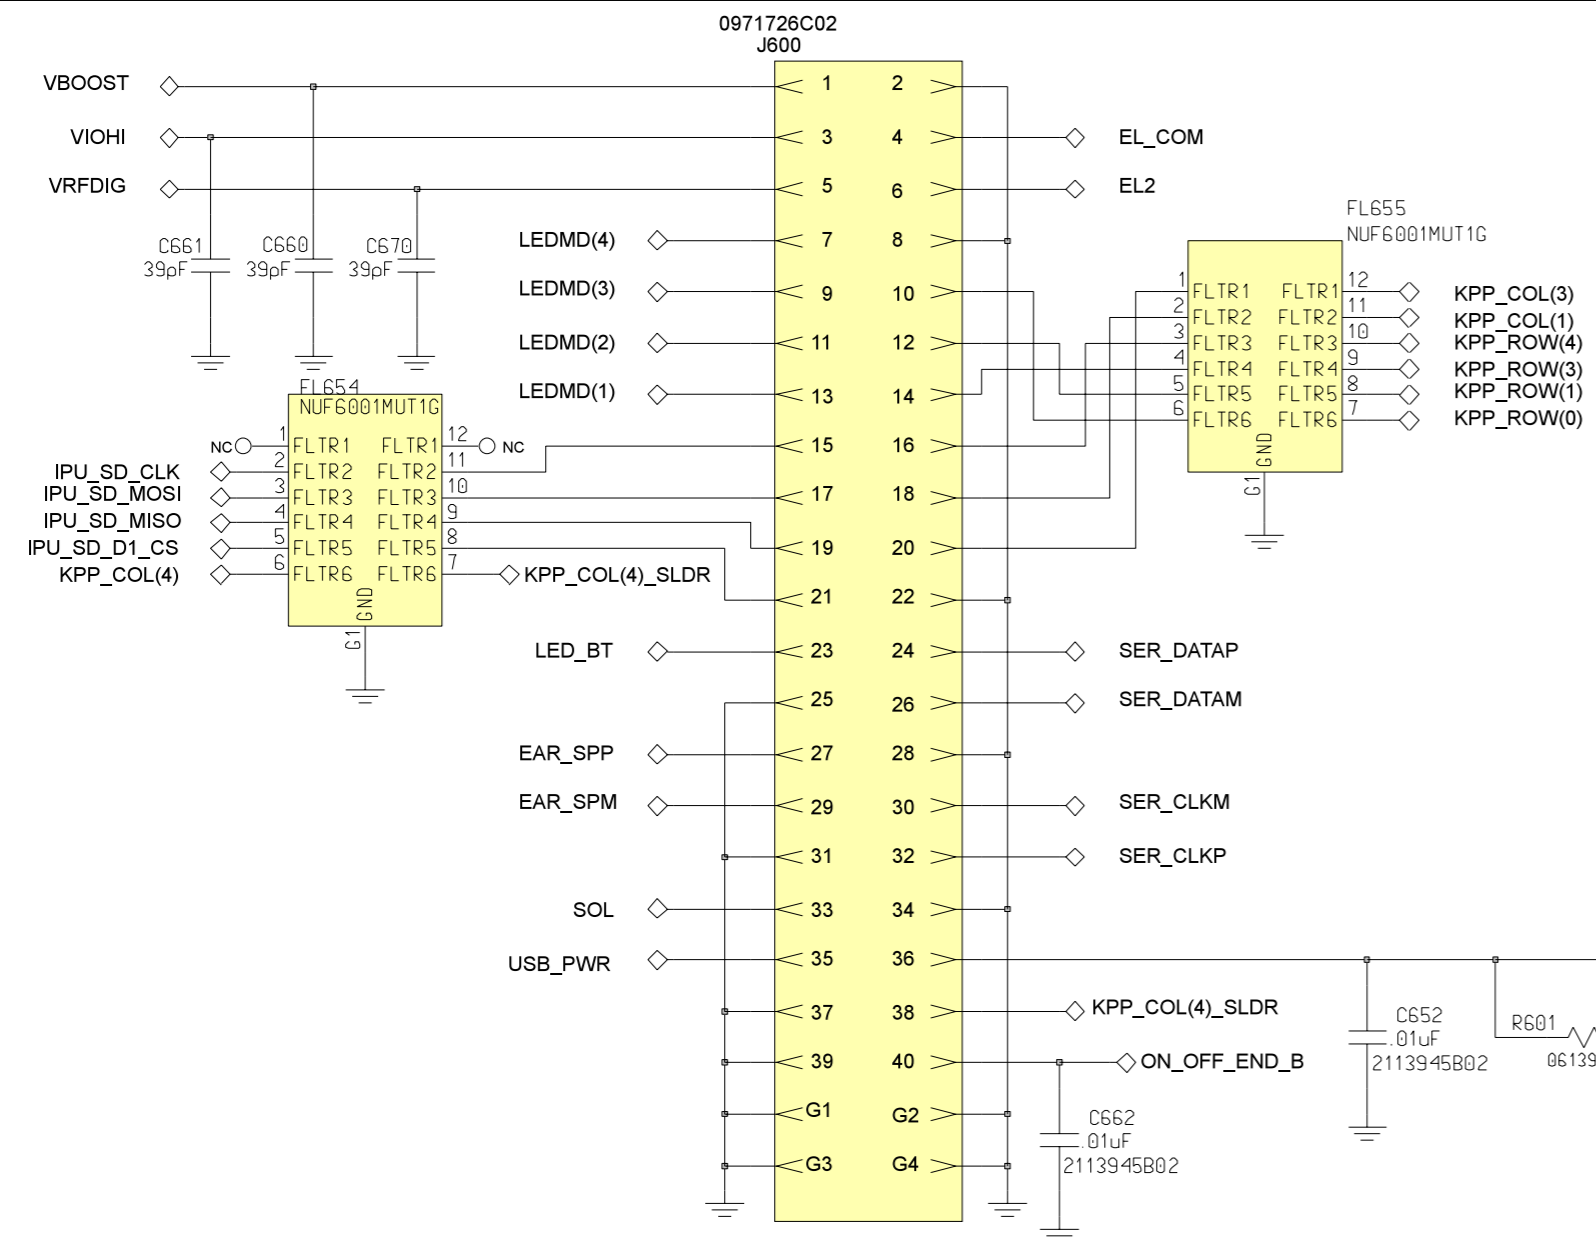 0971726C02
J600
VBOOST
1
2
VIOHI
3
4
EL_COM
VRFDIG
5
6
EL2
C661
39pF
C660
39pF
C670
39pF
LEDMD(4)
7
8
LEDMD(3)
9
10
LEDMD(2)
11
12
LEDMD(1)
13
14
FL655
NUF6001MUT1G
1 FLTR1 FLTR1 12 KPP_COL(3)
2 FLTR2 FLTR2 11 KPP_COL(1)
3 FLTR3 FLTR3 10 KPP_ROW(4)
4 FLTR4 FLTR4 9 KPP_ROW(3)
5 FLTR5 FLTR5 8 KPP_ROW(1)
6 FLTR6 FLTR6 7 KPP_ROW(0)
GND
G1
FL654
NUF6001MUT1G
NC 1 FLTR1 FLTR1 12 NC
IPU_SD_CLK 2 FLTR2 FLTR2 11
IPU_SD_MOSI 3 FLTR3 FLTR3 10
IPU_SD_MISO 4 FLTR4 FLTR4 9
IPU_SD_D1_CS 5 FLTR5 FLTR5 8
KPP_COL(4) 6 FLTR6 FLTR6 7 KPP_COL(4)_SLDR
GND
G1
15
16
17
18
19
20
21
22
LED_BT
23
24
SER_DATAP
25
26
SER_DATAM
EAR_SPP
27
28
EAR_SPM
29
30
SER_CLKM
31
32
SER_CLKP
SOL
33
34
USB_PWR
35
36
37
38
KPP_COL(4)_SLDR
39
40
ON_OFF_END_B
G1
G2
G3
G4
C662
.01uF
2113945B02
C652
.01uF
2113945B02
R601
06139